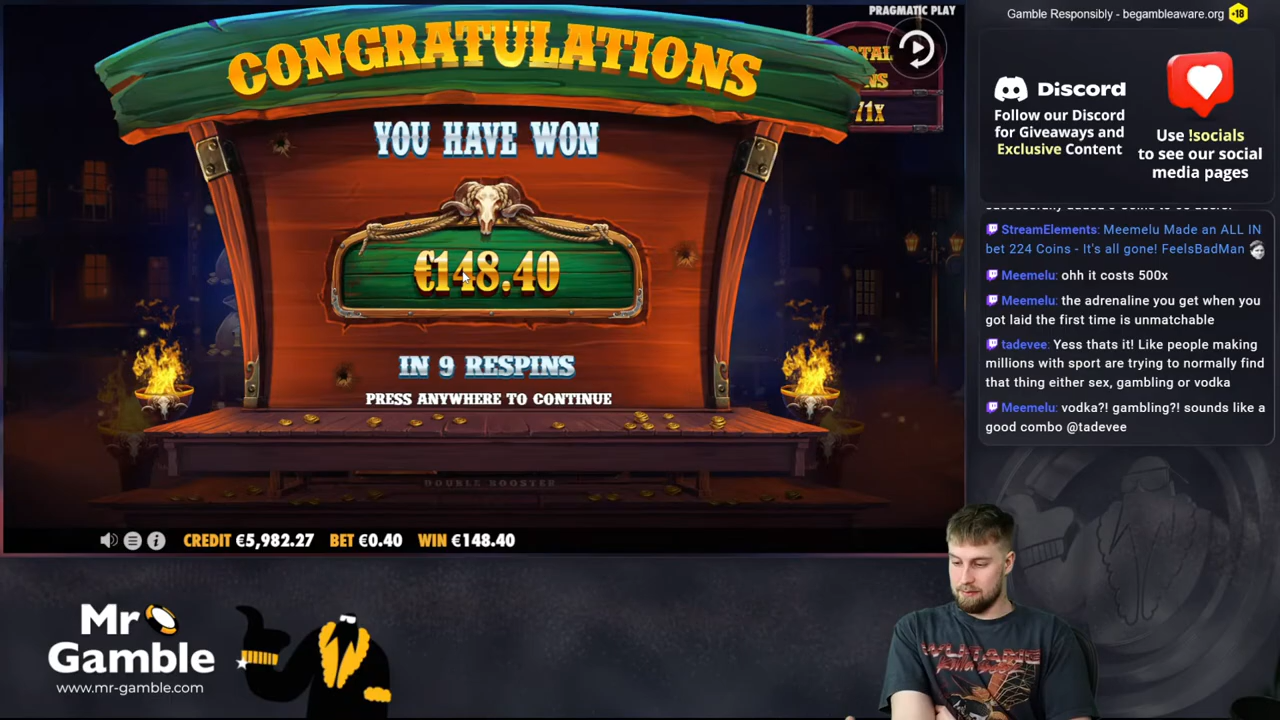 PRAGMATIC PLAY
CONGRATULATIONS
YOU HAVE WON
€148.40
IN 9 RESPINS
PRESS ANYWHERE TO CONTINUE
DOUBLE BOOSTER
CREDIT €5,982.27 BET €0.40 WIN €148.40
Mr
Gamble
www.mr-gamble.com
Gamble Responsibly - begambleaware.org +18
Discord
Follow our Discord
for Giveaways and
Exclusive Content
Use !socials
to see our social
media pages
StreamElements: Meemelu Made an ALL IN
bet 224 Coins - It's all gone! FeelsBadMan
Meemelu: ohh it costs 500x
Meemelu: the adrenaline you get when you
got laid the first time is unmatchable
tadevee: Yess thats it! Like people making
millions with sport are trying to normally find
that thing either sex, gambling or vodka
Meemelu: vodka?! gambling?! sounds like a
good combo @tadevee